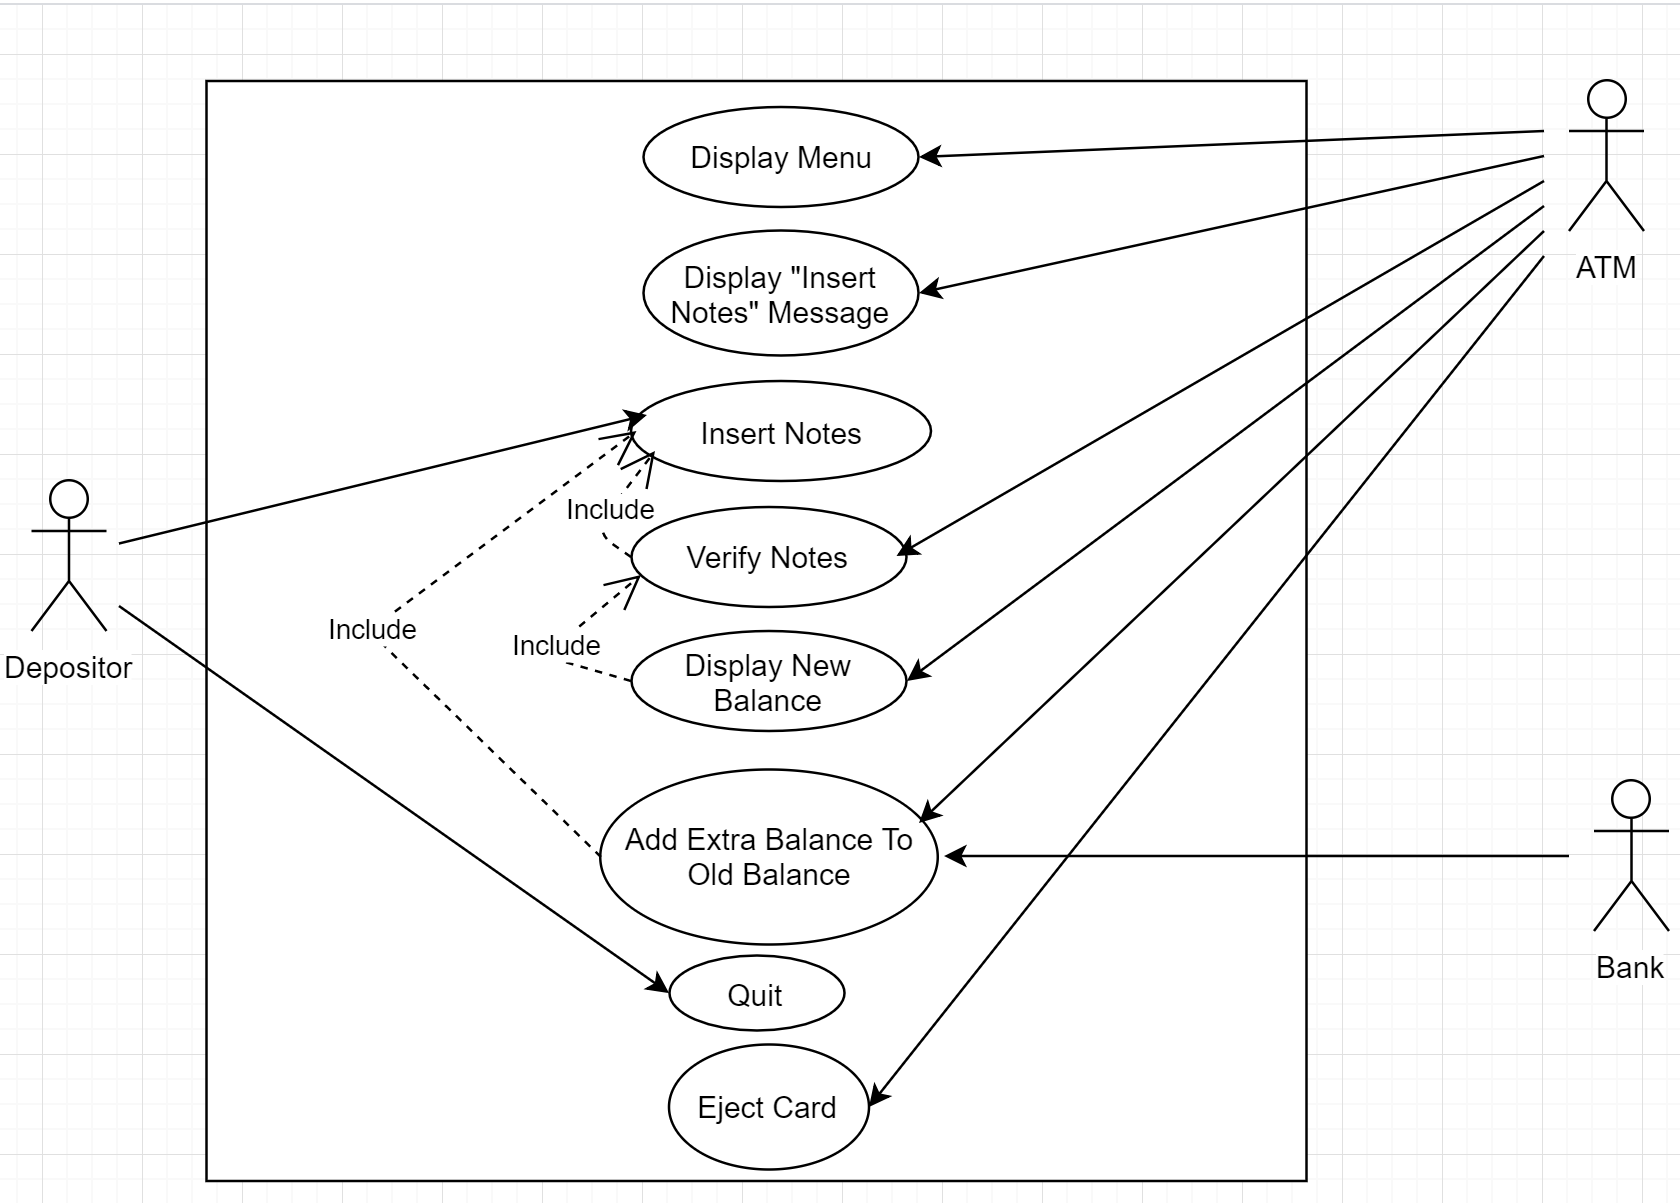 Display Menu
Display "Insert
Notes" Message
ATM
Insert Notes
Include
Verify Notes
Include
Include
Depositor
Display New
Balance
Add Extra Balance To
Old Balance
Bank
Quit
Eject Card